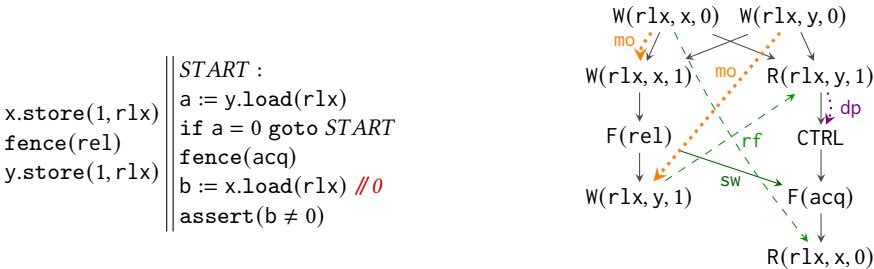 x.store(1,rlx)
fence(rel)
y.store(1,rlx)
START :
a := y.load(rlx)
if a = 0 goto START
fence(acq)
b := x.load(rlx) // 0
assert(b ≠ 0)
W(rlx,x,0) W(rlx,y,0)
mo
W(rlx,x,1) mo R(rlx,y,1)
dp
F(rel) rf CTRL
sw
W(rlx,y,1) F(acq)
R(rlx,x,0)